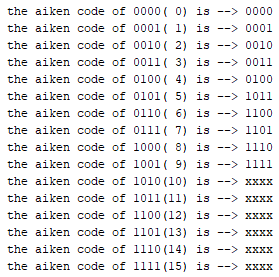 the aiken code of 0000( 0) is --> 0000
the aiken code of 0001( 1) is --> 0001
the aiken code of 0010( 2) is --> 0010
the aiken code of 0011( 3) is --> 0011
the aiken code of 0100( 4) is --> 0100
the aiken code of 0101( 5) is --> 1011
the aiken code of 0110( 6) is --> 1100
the aiken code of 0111( 7) is --> 1101
the aiken code of 1000( 8) is --> 1110
the aiken code of 1001( 9) is --> 1111
the aiken code of 1010(10) is --> xxxx
the aiken code of 1011(11) is --> xxxx
the aiken code of 1100(12) is --> xxxx
the aiken code of 1101(13) is --> xxxx
the aiken code of 1110(14) is --> xxxx
the aiken code of 1111(15) is --> xxxx